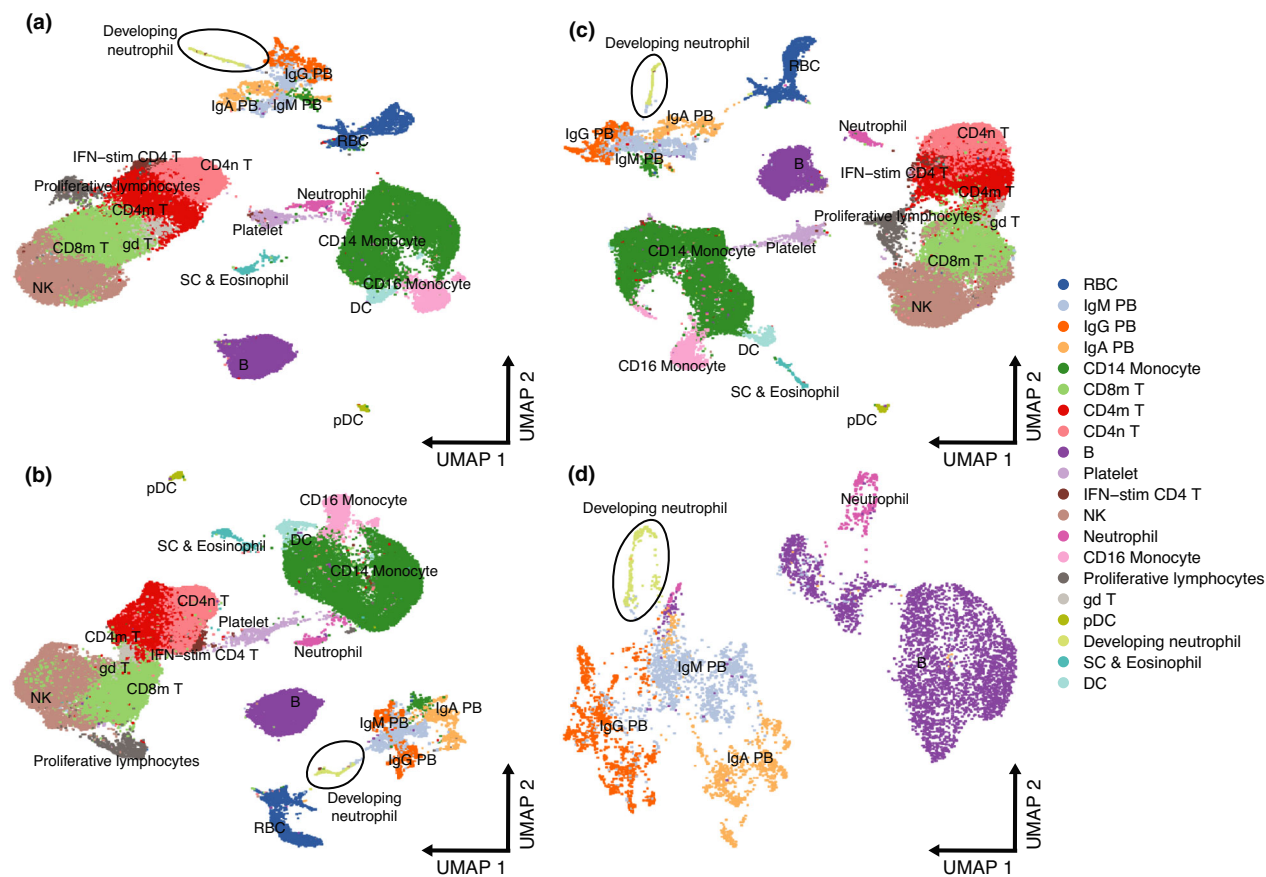 (a)
Developing
neutrophil
IgG PB
IgA PB
IgM PB
RBC
IFN−stim CD4 T
CD4n T
Proliferative lymphocytes
CD4m T
Neutrophil
Platelet
CD8m T
gd T
CD14 Monocyte
NK
SC & Eosinophil
CD16 Monocyte
DC
B
pDC
UMAP 1
UMAP 2
(b)
pDC
CD16 Monocyte
SC & Eosinophil
DC
CD14 Monocyte
CD4n T
Platelet
CD4m T
IFN−stim CD4 T
Neutrophil
gd T
NK
CD8m T
B
IgA PB
IgM PB
Proliferative lymphocytes
IgG PB
Developing
neutrophil
RBC
UMAP 1
UMAP 2
(c)
Developing neutrophil
RBC
IgA PB
Neutrophil
CD4n T
IgG PB
IgM PB
B
IFN−stim CD4 T
CD4m T
Proliferative lymphocytes
gd T
CD14 Monocyte
Platelet
CD8m T
NK
DC
CD16 Monocyte
SC & Eosinophil
pDC
UMAP 1
UMAP 2
(d)
Neutrophil
Developing neutrophil
IgM PB
B
IgG PB
IgA PB
UMAP 1
UMAP 2
RBC
IgM PB
IgG PB
IgA PB
CD14 Monocyte
CD8m T
CD4m T
CD4n T
B
Platelet
IFN−stim CD4 T
NK
Neutrophil
CD16 Monocyte
Proliferative lymphocytes
gd T
pDC
Developing neutrophil
SC & Eosinophil
DC